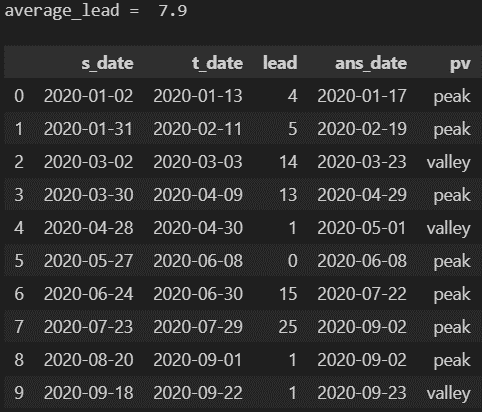 average_lead =  7.9
s_date t_date lead ans_date pv
0 2020-01-02 2020-01-13 4 2020-01-17 peak
1 2020-01-31 2020-02-11 5 2020-02-19 peak
2 2020-03-02 2020-03-03 14 2020-03-23 valley
3 2020-03-30 2020-04-09 13 2020-04-29 peak
4 2020-04-28 2020-04-30 1 2020-05-01 valley
5 2020-05-27 2020-06-08 0 2020-06-08 peak
6 2020-06-24 2020-06-30 15 2020-07-22 peak
7 2020-07-23 2020-07-29 25 2020-09-02 peak
8 2020-08-20 2020-09-01 1 2020-09-02 peak
9 2020-09-18 2020-09-22 1 2020-09-23 valley